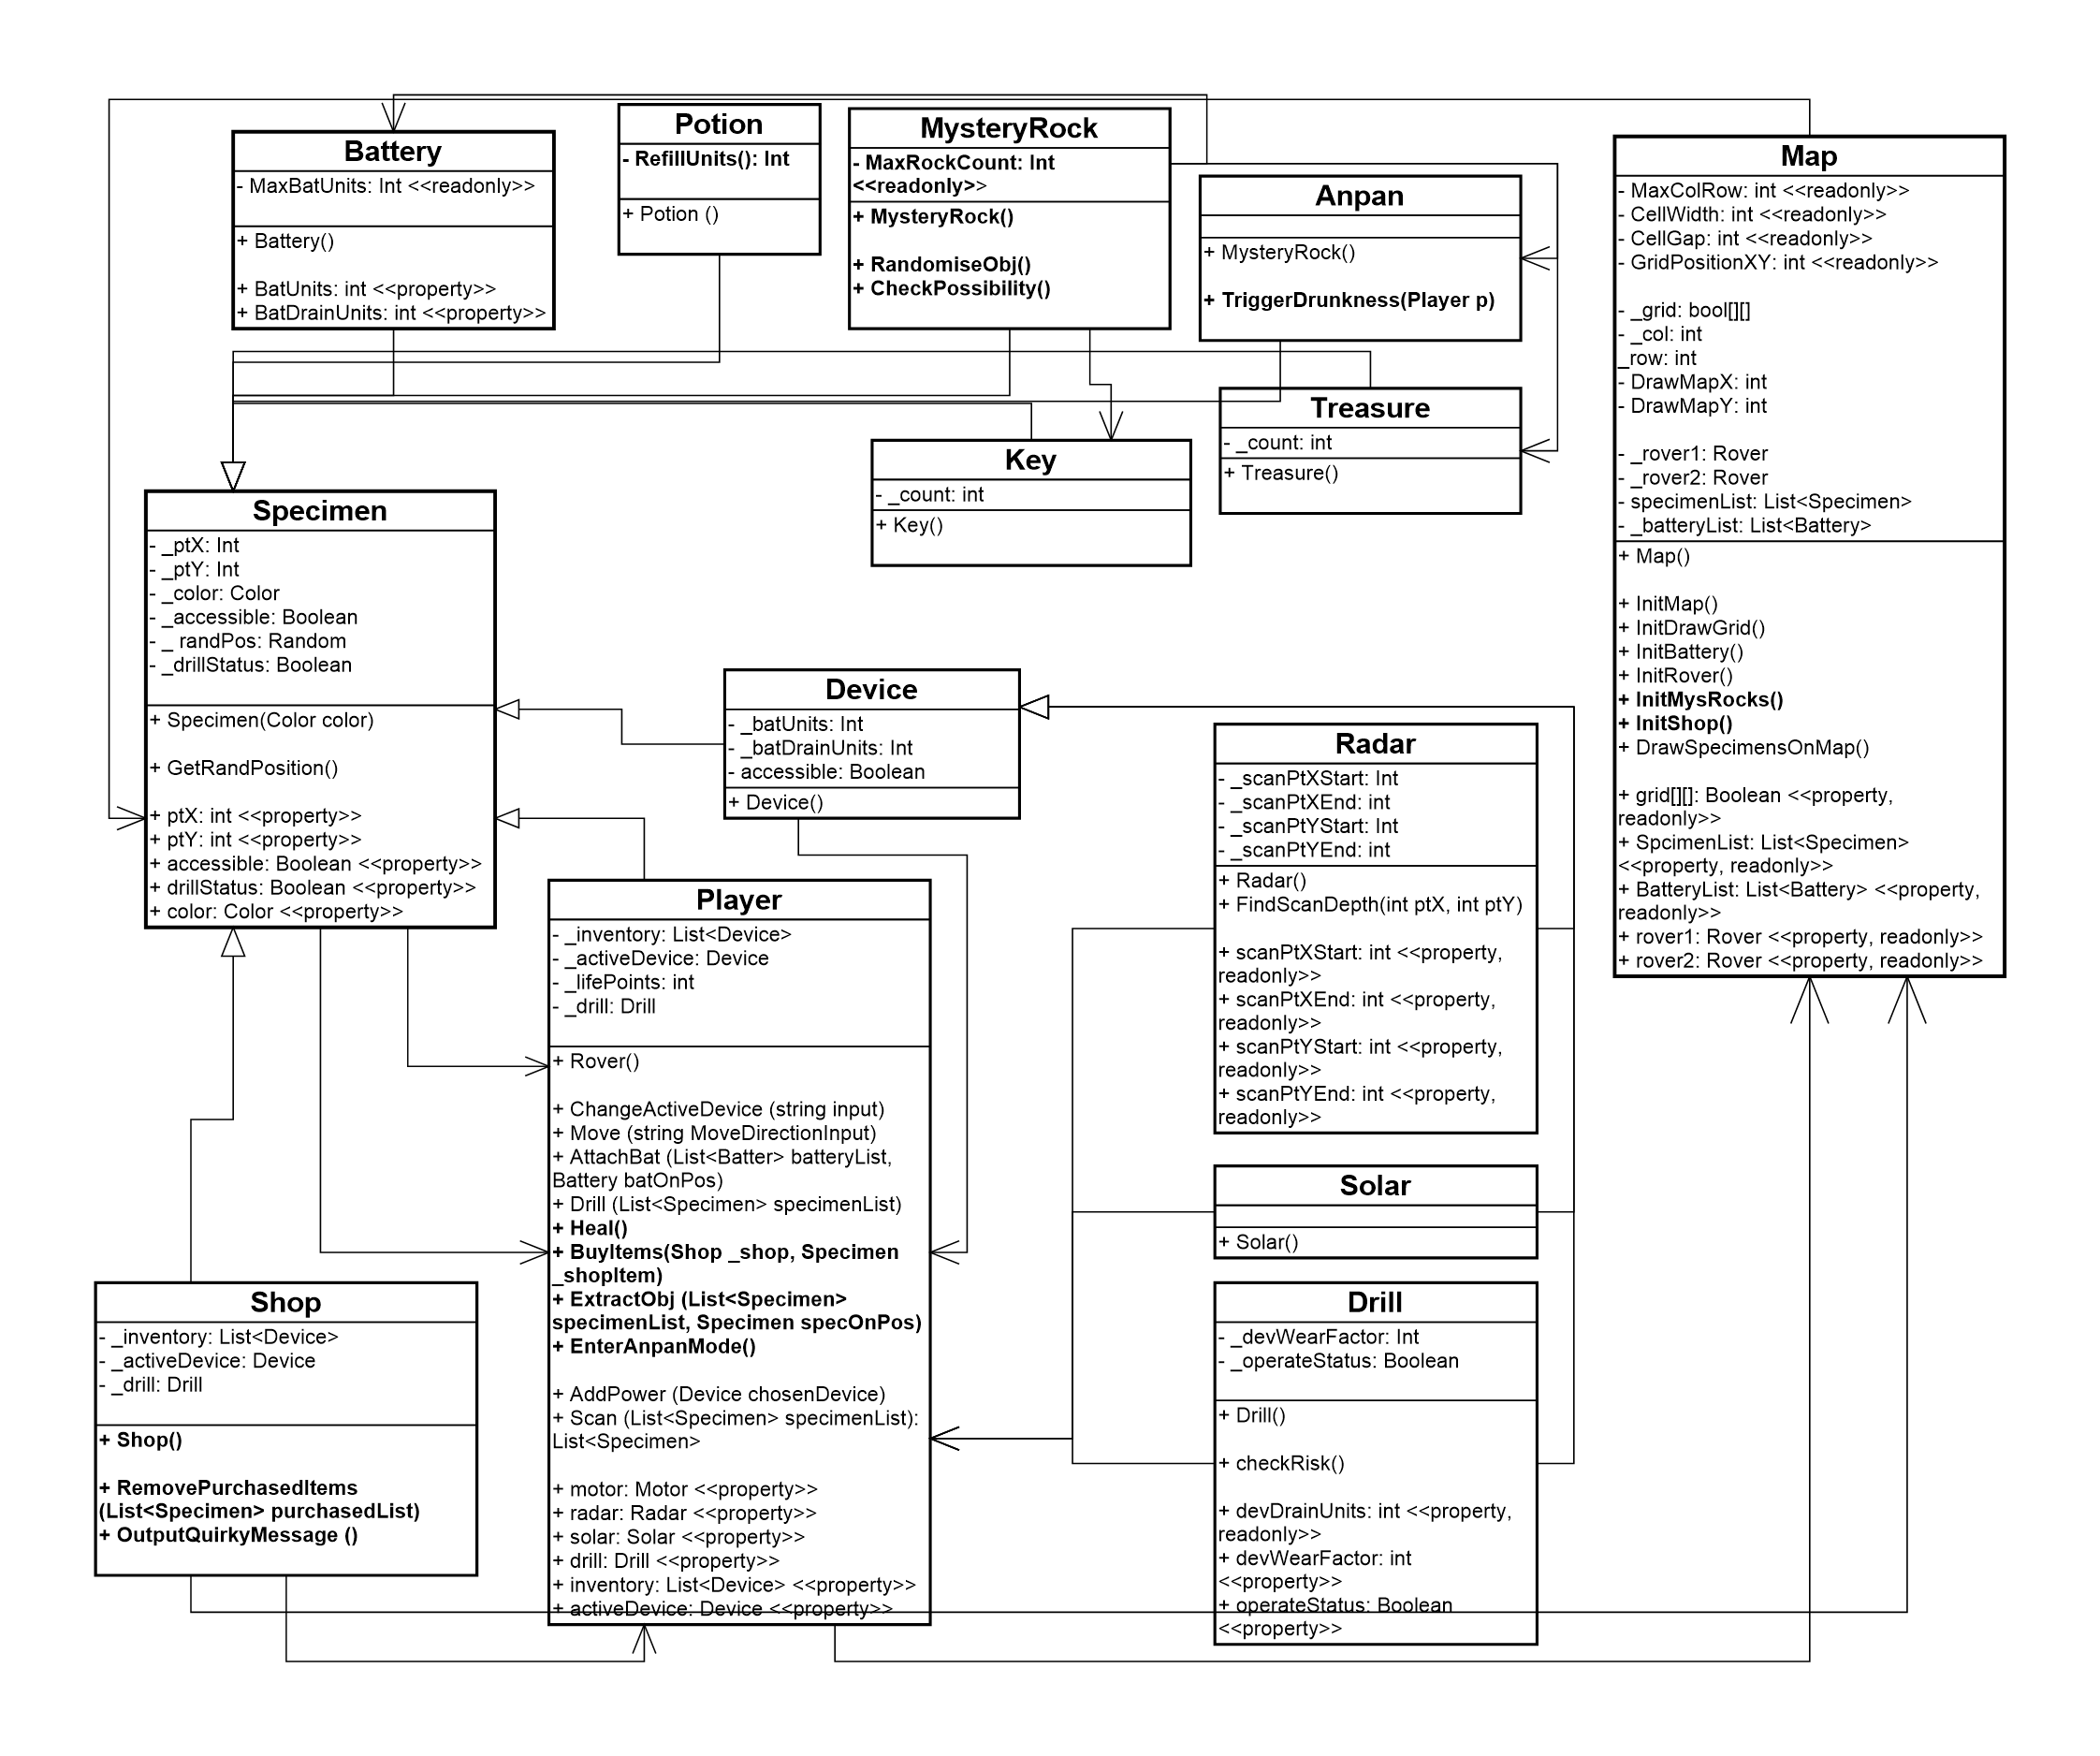 Battery
- MaxBatUnits: Int <<readonly>>
+ Battery()
+ BatUnits: int <<property>>
+ BatDrainUnits: int <<property>>
Potion
- RefillUnits(): Int
+ Potion ()
MysteryRock
- MaxRockCount: Int
<<readonly>>
+ MysteryRock()
+ RandomiseObj()
+ CheckPossibility()
Anpan
+ MysteryRock()
+ TriggerDrunkness(Player p)
Treasure
- _count: int
+ Treasure()
Key
- _count: int
+ Key()
Map
- MaxColRow: int <<readonly>>
- CellWidth: int <<readonly>>
- CellGap: int <<readonly>>
- GridPositionXY: int <<readonly>>
- _grid: bool[][]
- _col: int
_row: int
- DrawMapX: int
- DrawMapY: int
- _rover1: Rover
- _rover2: Rover
- specimenList: List<Specimen>
- _batteryList: List<Battery>
+ Map()
+ InitMap()
+ InitDrawGrid()
+ InitBattery()
+ InitRover()
+ InitMysRocks()
+ InitShop()
+ DrawSpecimensOnMap()
+ grid[][]: Boolean <<property,
readonly>>
+ SpcimenList: List<Specimen>
<<property, readonly>>
+ BatteryList: List<Battery> <<property,
readonly>>
+ rover1: Rover <<property, readonly>>
+ rover2: Rover <<property, readonly>>
Specimen
- _ptX: Int
- _ptY: Int
- _color: Color
- _accessible: Boolean
- _ randPos: Random
- _drillStatus: Boolean
+ Specimen(Color color)
+ GetRandPosition()
+ ptX: int <<property>>
+ ptY: int <<property>>
+ accessible: Boolean <<property>>
+ drillStatus: Boolean <<property>>
+ color: Color <<property>>
Device
- _batUnits: Int
- _batDrainUnits: Int
- accessible: Boolean
+ Device()
Player
- _inventory: List<Device>
- _activeDevice: Device
- _lifePoints: int
- _drill: Drill
+ Rover()
+ ChangeActiveDevice (string input)
+ Move (string MoveDirectionInput)
+ AttachBat (List<Batter> batteryList,
Battery batOnPos)
+ Drill (List<Specimen> specimenList)
+ Heal()
+ BuyItems(Shop _shop, Specimen
_shopItem)
+ ExtractObj (List<Specimen>
specimenList, Specimen specOnPos)
+ EnterAnpanMode()
+ AddPower (Device chosenDevice)
+ Scan (List<Specimen> specimenList):
List<Specimen>
+ motor: Motor <<property>>
+ radar: Radar <<property>>
+ solar: Solar <<property>>
+ drill: Drill <<property>>
+ inventory: List<Device> <<property>>
+ activeDevice: Device <<property>>
Radar
- _scanPtXStart: Int
- _scanPtXEnd: int
- _scanPtYStart: Int
- _scanPtYEnd: int
+ Radar()
+ FindScanDepth(int ptX, int ptY)
+ scanPtXStart: int <<property,
readonly>>
+ scanPtXEnd: int <<property,
readonly>>
+ scanPtYStart: int <<property,
readonly>>
+ scanPtYEnd: int <<property,
readonly>>
Solar
+ Solar()
Drill
- _devWearFactor: Int
- _operateStatus: Boolean
+ Drill()
+ checkRisk()
+ devDrainUnits: int <<property,
readonly>>
+ devWearFactor: int
<<property>>
+ operateStatus: Boolean
<<property>>
Shop
- _inventory: List<Device>
- _activeDevice: Device
- _drill: Drill
+ Shop()
+ RemovePurchasedItems
(List<Specimen> purchasedList)
+ OutputQuirkyMessage ()